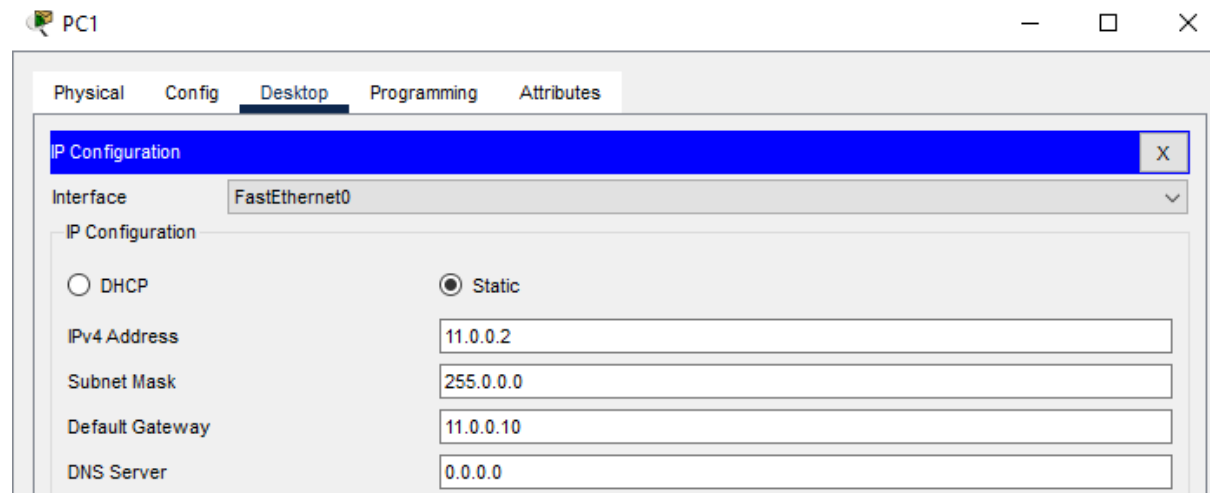 PC1
Physical Config Desktop Programming Attributes
IP Configuration X
Interface FastEthernet0
IP Configuration
DHCP Static
IPv4 Address 11.0.0.2
Subnet Mask 255.0.0.0
Default Gateway 11.0.0.10
DNS Server 0.0.0.0